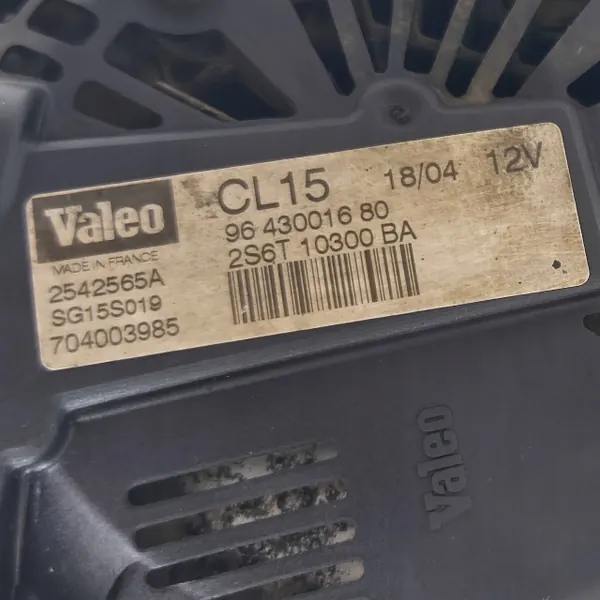 Valeo
MADE IN FRANCE
2542565A
SG15S019
704003985
CL15 18/04 12V
96 430016 80
2S6T 10300 BA
Valeo